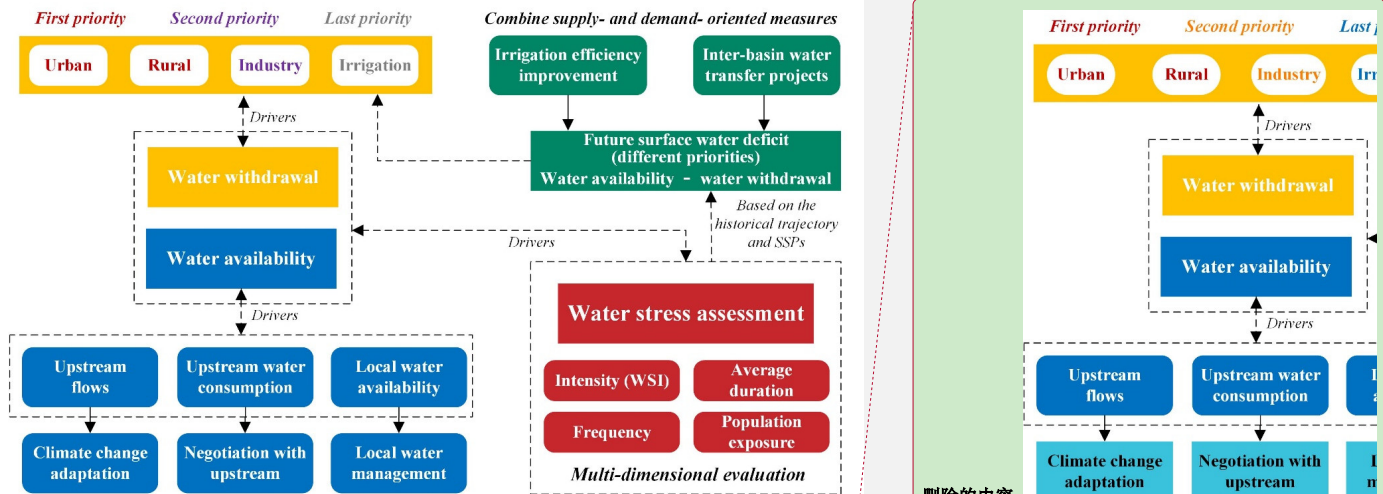 First priority
Second priority
Last priority
Urban
Rural
Industry
Irrigation
Drivers
Water withdrawal
Water availability
Drivers
Upstream
flows
Upstream water
consumption
Local water
availability
Climate change
adaptation
Negotiation with
upstream
Local water
management
Combine supply- and demand- oriented measures
Irrigation efficiency
improvement
Inter-basin water
transfer projects
Future surface water deficit
(different priorities)
Water availability - water withdrawal
Based on the
historical trajectory
and SSPs
Drivers
Water stress assessment
Intensity (WSI)
Average
duration
Frequency
Population
exposure
Multi-dimensional evaluation
First priority
Second priority
Last
Urban
Rural
Industry
Drivers
Water withdrawal
Water availability
Drivers
Upstream
flows
Upstream water
consumption
Climate change
adaptation
Negotiation with
upstream